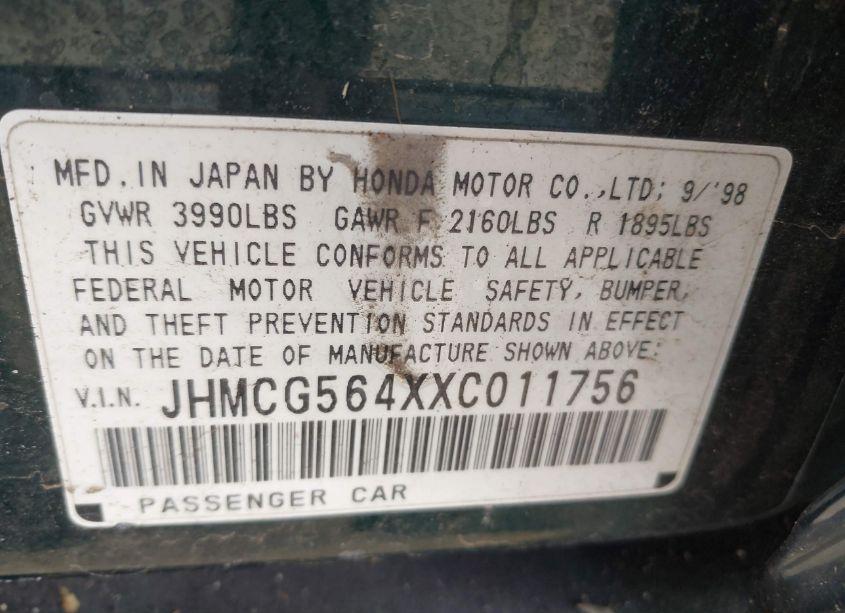 MFD. IN JAPAN BY HONDA MOTOR CO.,LTD; 9/'98
GVWR 3990LBS GAWR F 2160LBS R 1895LBS
THIS VEHICLE CONFORMS TO ALL APPLICABLE
FEDERAL MOTOR VEHICLE SAFETY, BUMPER,
AND THEFT PREVENTION STANDARDS IN EFFECT
ON THE DATE OF MANUFACTURE SHOWN ABOVE:
V.I.N. JHMCG564XXC011756
PASSENGER CAR